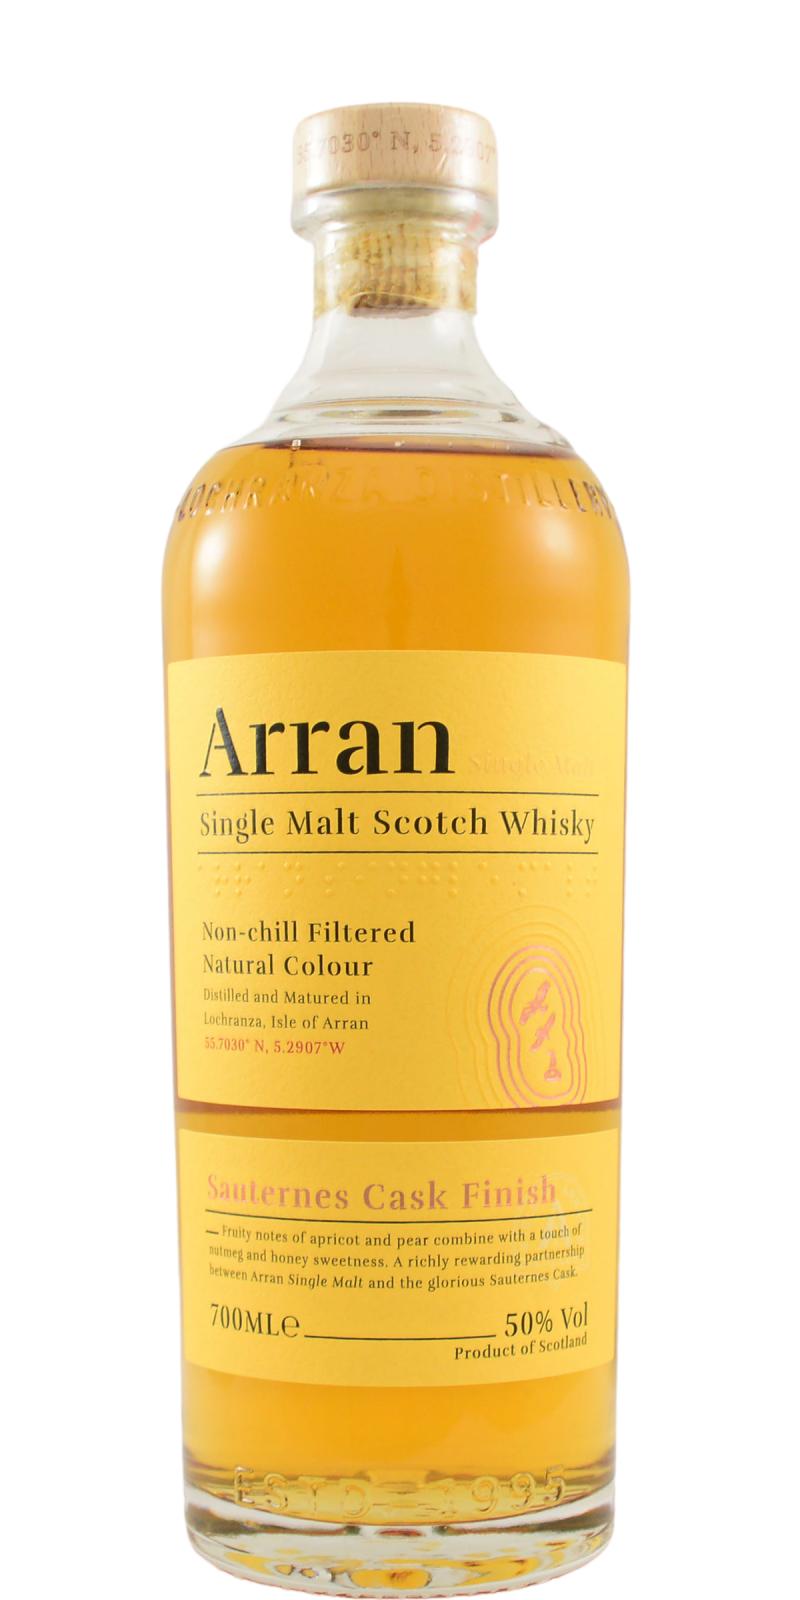 55.7030° N, 5.2907°
LOCHRANZA DISTILLERY
Arran Single Malt
Single Malt Scotch Whisky
Non-chill Filtered
Natural Colour
Distilled and Matured in
Lochranza, Isle of Arran
55.7030° N, 5.2907°W
Sauternes Cask Finish
— Fruity notes of apricot and pear combine with a touch of
nutmeg and honey sweetness. A richly rewarding partnership
between Arran Single Malt and the glorious Sauternes Cask.
700ML℮ 50% Vol
Product of Scotland
ESTD 1995